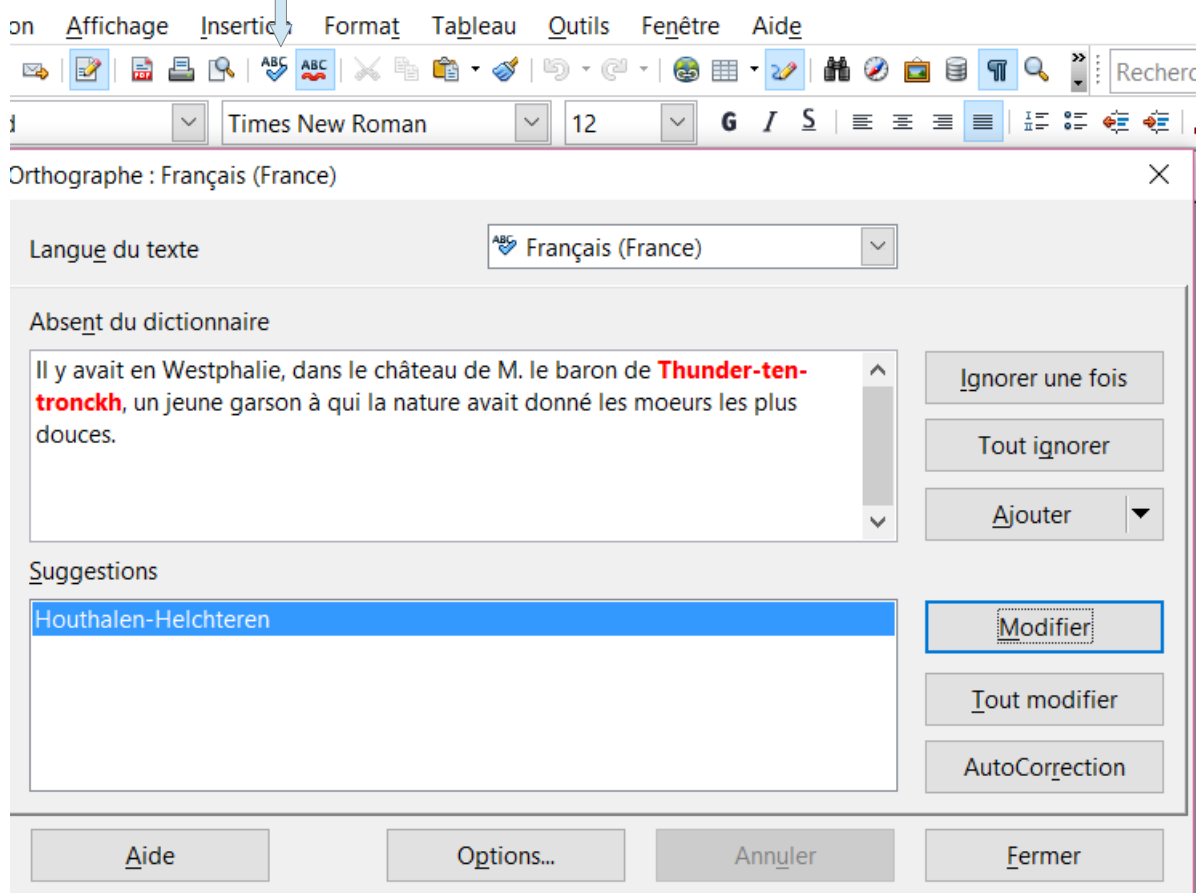 on Affichage Insertion Format Tableau Outils Fenêtre Aide
ABC ABC Recherc
d Times New Roman 12 G I S
Orthographe : Français (France)
Langue du texte
ABC Français (France)
Absent du dictionnaire
Il y avait en Westphalie, dans le château de M. le baron de Thunder-ten-
tronckh, un jeune garson à qui la nature avait donné les moeurs les plus
douces.
Ignorer une fois
Tout ignorer
Ajouter
Suggestions
Houthalen-Helchteren
Modifier
Tout modifier
AutoCorrection
Aide Options... Annuler Fermer